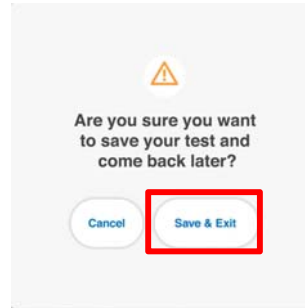 Are you sure you want
to save your test and
come back later?
Cancel Save & Exit